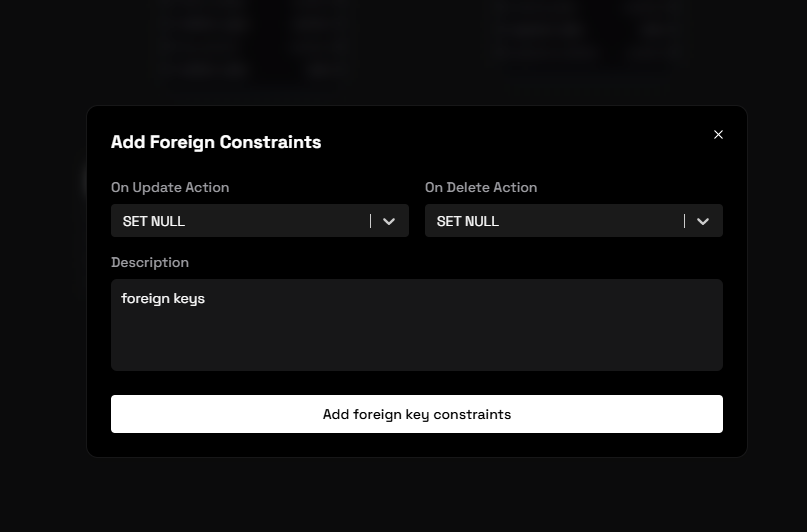 Add Foreign Constraints
On Update Action
On Delete Action
SET NULL
SET NULL
Description
foreign keys
Add foreign key constraints